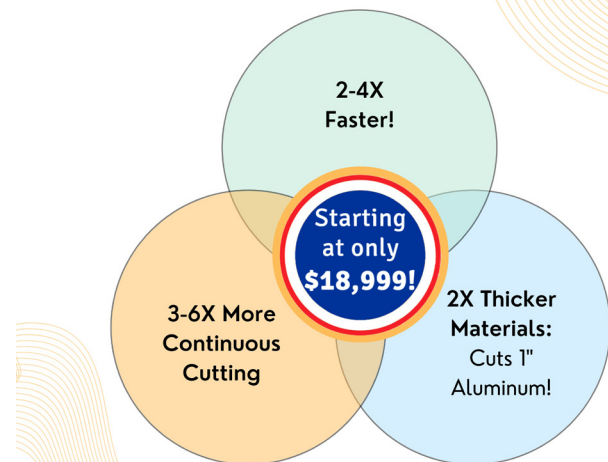 2-4X
Faster!
Starting
at only
$18,999!
3-6X More
Continuous
Cutting
2X Thicker
Materials:
Cuts 1"
Aluminum!